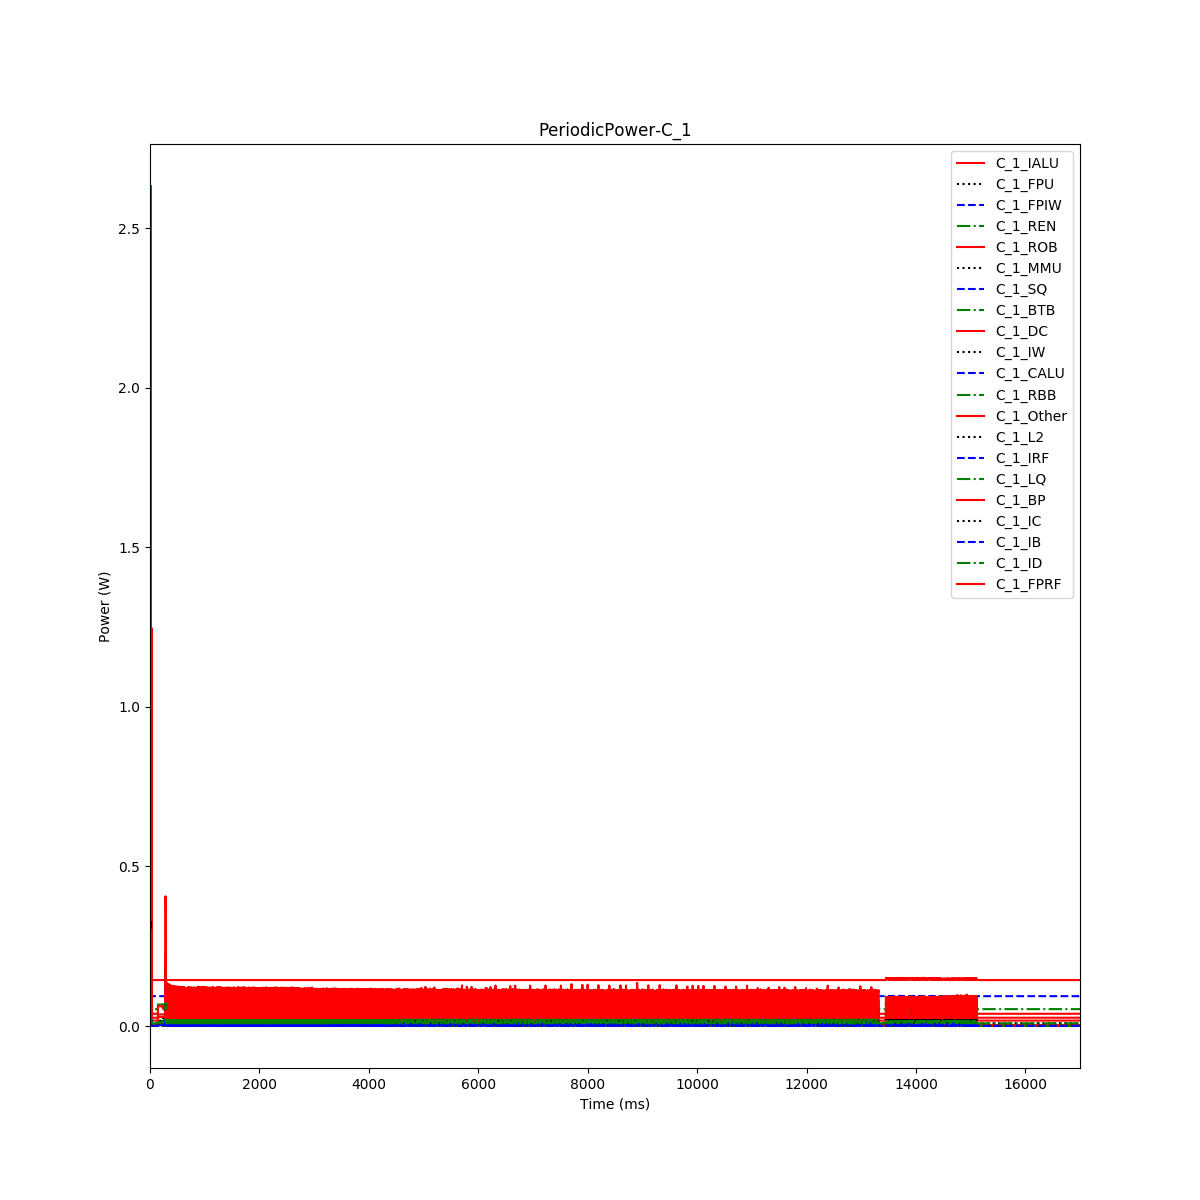 PeriodicPower-C_1
C_1_IALU
C_1_FPU
C_1_FPIW
C_1_REN
C_1_ROB
C_1_MMU
C_1_SQ
C_1_BTB
C_1_DC
C_1_IW
C_1_CALU
C_1_RBB
C_1_Other
C_1_L2
C_1_IRF
C_1_LQ
C_1_BP
C_1_IC
C_1_IB
C_1_ID
C_1_FPRF
Power (W)
2.5
2.0
1.5
1.0
0.5
0.0
0 2000 4000 6000 8000 10000 12000 14000 16000
Time (ms)